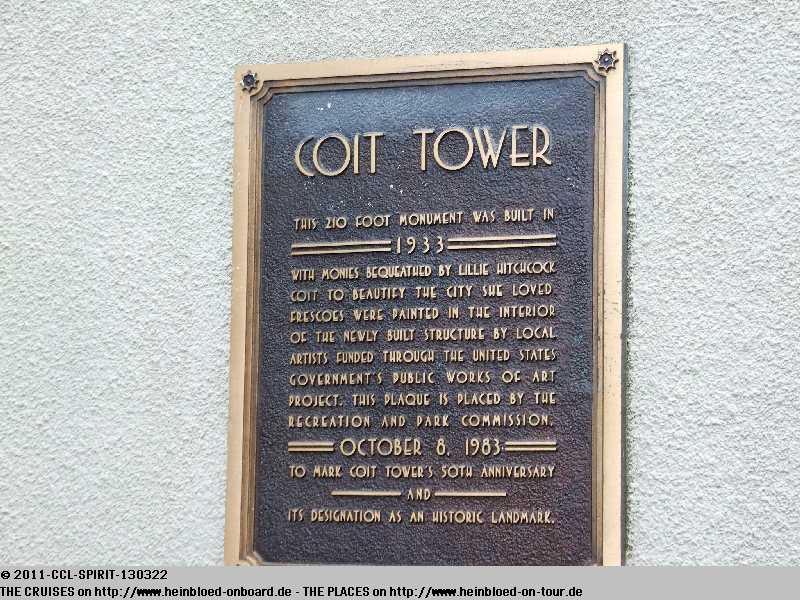 COIT TOWER
THIS 210 FOOT MONUMENT WAS BUILT IN
1933
WITH MONIES BEQUEATHED BY LILLIE HITCHCOCK
COIT TO BEAUTIFY THE CITY SHE LOVED.
FRESCOES WERE PAINTED IN THE INTERIOR
OF THE NEWLY BUILT STRUCTURE BY LOCAL
ARTISTS FUNDED THROUGH THE UNITED STATES
GOVERNMENT'S PUBLIC WORKS OF ART
PROJECT. THIS PLAQUE IS PLACED BY THE
RECREATION AND PARK COMMISSION,
OCTOBER 8, 1983
TO MARK COIT TOWER'S 50TH ANNIVERSARY
AND
ITS DESIGNATION AS AN HISTORIC LANDMARK.
© 2011-CCL-SPIRIT-130322
THE CRUISES on http://www.heinbloed-onboard.de - THE PLACES on http://www.heinbloed-on-tour.de